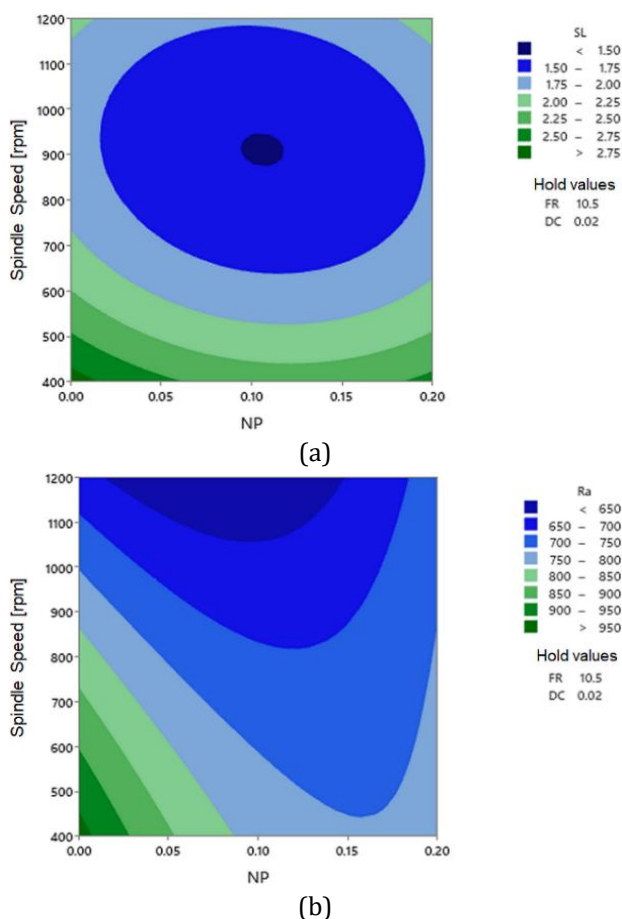 SL
< 1.50
1.50 – 1.75
1.75 – 2.00
2.00 – 2.25
2.25 – 2.50
2.50 – 2.75
> 2.75
Hold values
FR 10.5
DC 0.02
1200
1100
1000
900
800
700
600
500
400
Spindle Speed [rpm]
0.00 0.05 0.10 0.15 0.20
NP
(a)
Ra
< 650
650 – 700
700 – 750
750 – 800
800 – 850
850 – 900
900 – 950
> 950
Hold values
FR 10.5
DC 0.02
1200
1100
1000
900
800
700
600
500
400
Spindle Speed [rpm]
0.00 0.05 0.10 0.15 0.20
NP
(b)